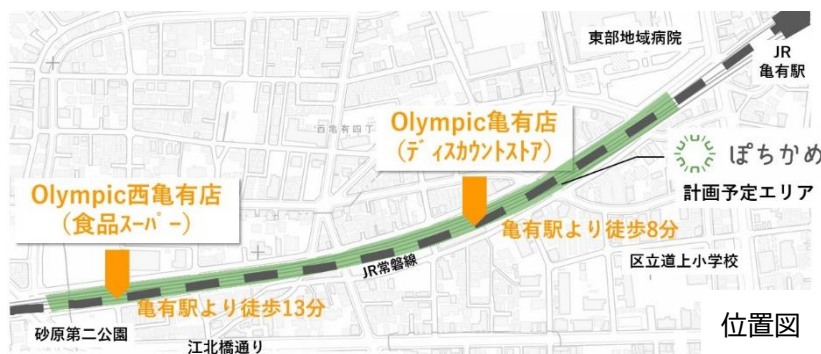 東部地域病院
JR
亀有駅
西亀有四丁
Olympic亀有店
(ディスカウントストア)
ぽちかめ
計画予定エリア
Olympic西亀有店
(食品スーパー)
亀有駅より徒歩8分
区立道上小学校
JR常磐線
亀有駅より徒歩13分
砂原第二公園
江北橋通り
位置図